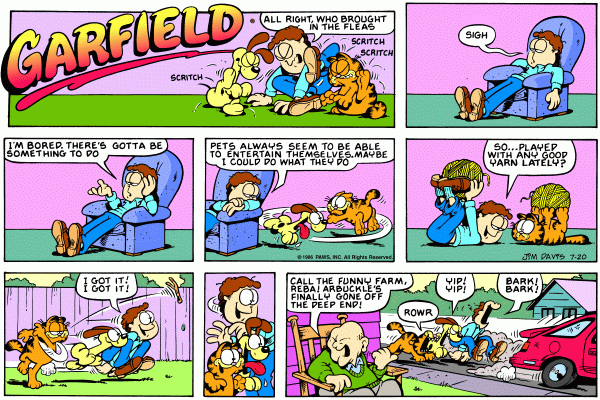 GARFIELD
ALL RIGHT, WHO BROUGHT
IN THE FLEAS
SCRITCH
SCRITCH
SCRITCH
SIGH
I'M BORED. THERE'S GOTTA BE
SOMETHING TO DO
PETS ALWAYS SEEM TO BE ABLE
TO ENTERTAIN THEMSELVES. MAYBE
I COULD DO WHAT THEY DO
© 1986 PAWS, INC. All Rights Reserved.
SO...PLAYED
WITH ANY GOOD
YARN LATELY?
JIM DAVIS 7-20
I GOT IT!
I GOT IT!
CALL THE FUNNY FARM,
REBA! ARBUCKLE'S
FINALLY GONE OFF
THE DEEP END!
ROWR
YIP!
YIP!
BARK!
BARK!